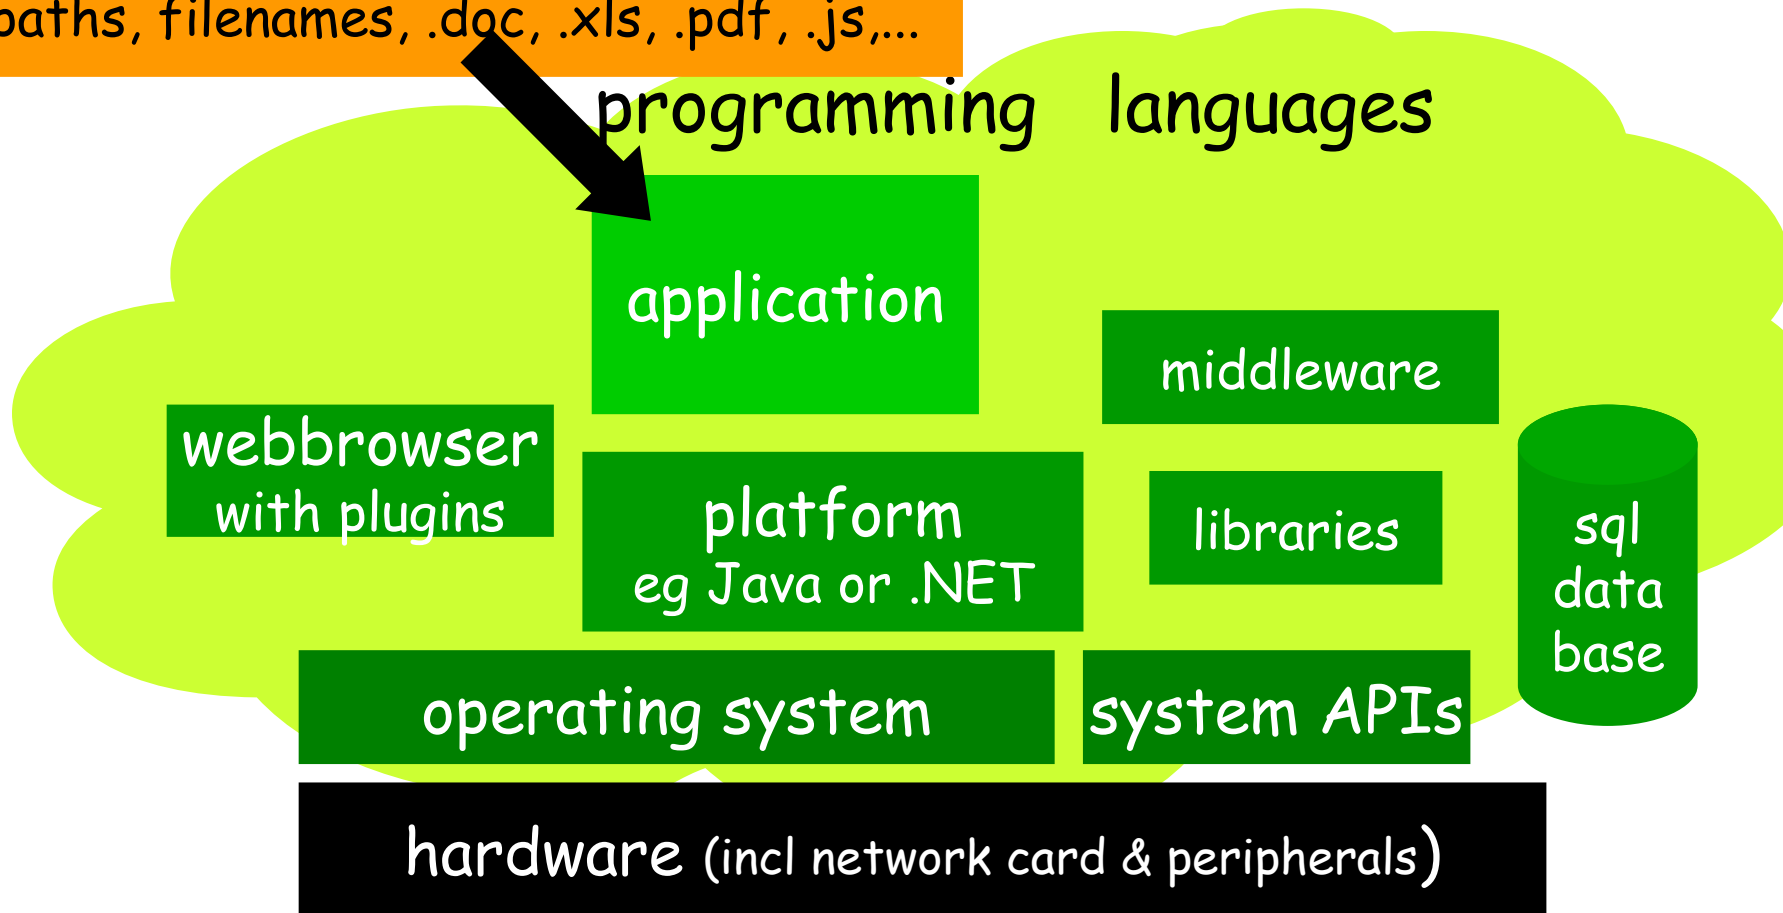 paths, filenames, .doc, .xls, .pdf, .js,...
programming languages
application
middleware
webbrowser
with plugins
platform
eg Java or .NET
libraries
sql
data
base
operating system
system APIs
hardware (incl network card & peripherals)